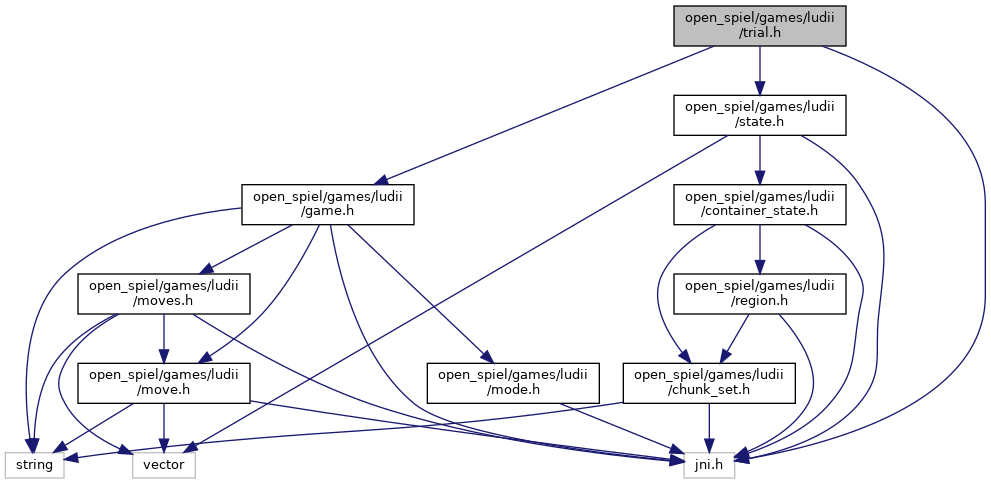 open_spiel/games/ludii
/trial.h
open_spiel/games/ludii
/state.h
open_spiel/games/ludii
/game.h
open_spiel/games/ludii
/container_state.h
open_spiel/games/ludii
/moves.h
open_spiel/games/ludii
/region.h
open_spiel/games/ludii
/move.h
open_spiel/games/ludii
/mode.h
open_spiel/games/ludii
/chunk_set.h
string
vector
jni.h